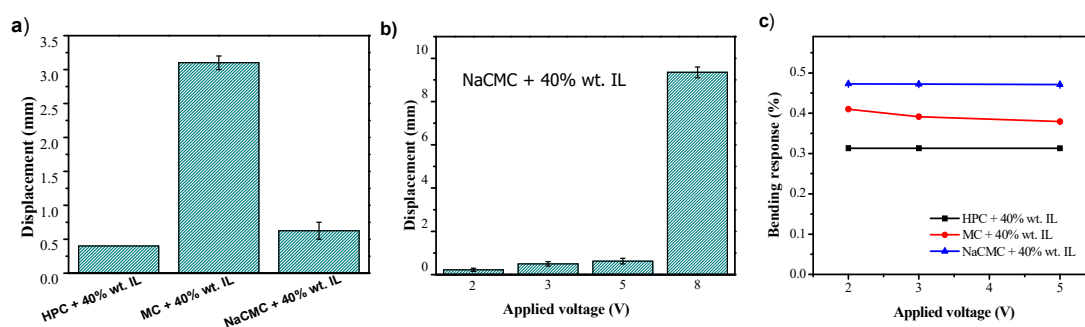 a)
3.5
3.0
2.5
2.0
1.5
1.0
0.5
0.0
Displacement (mm)
HPC + 40% wt. IL
MC + 40% wt. IL
NaCMC + 40% wt. IL
b)
10
8
6
4
2
0
Displacement (mm)
NaCMC + 40% wt. IL
2 3 5 8
Applied voltage (V)
c)
0.5
0.4
0.3
0.2
0.1
0.0
Bending response (%)
HPC + 40% wt. IL
MC + 40% wt. IL
NaCMC + 40% wt. IL
2 3 4 5
Applied voltage (V)